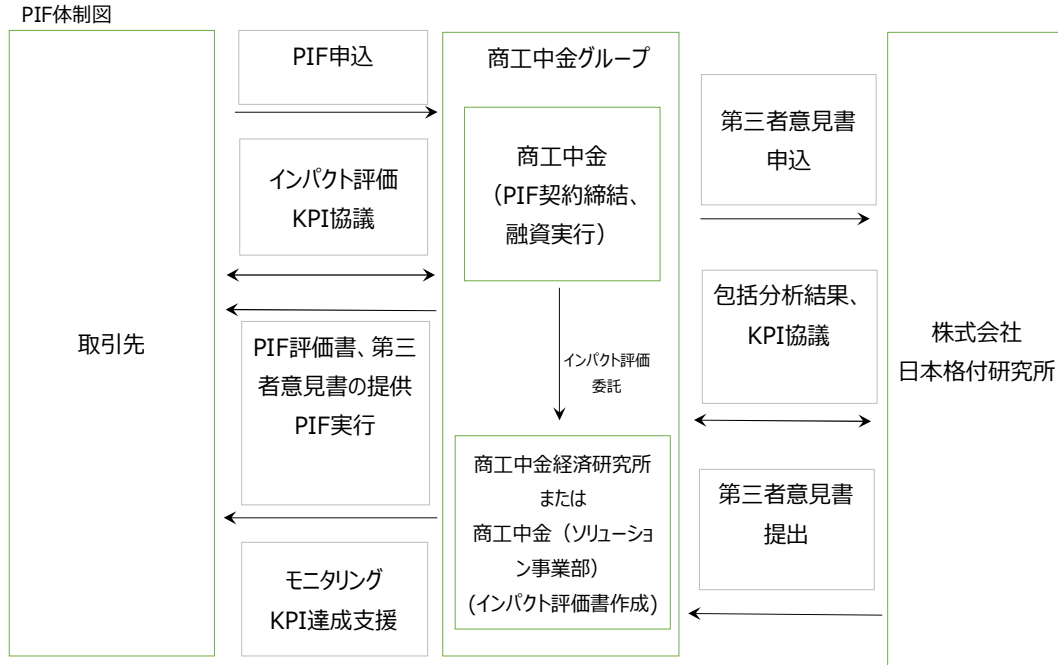 PIF体制図
取引先
PIF申込
インパクト評価
KPI協議
PIF評価書、第三
者意見書の提供
PIF実行
モニタリング
KPI達成支援
商工中金グループ
商工中金
（PIF契約締結、
融資実行）
インパクト評価
委託
商工中金経済研究所
または
商工中金（ソリューショ
ン事業部）
(インパクト評価書作成)
第三者意見書
申込
包括分析結果、
KPI協議
第三者意見書
提出
株式会社
日本格付研究所